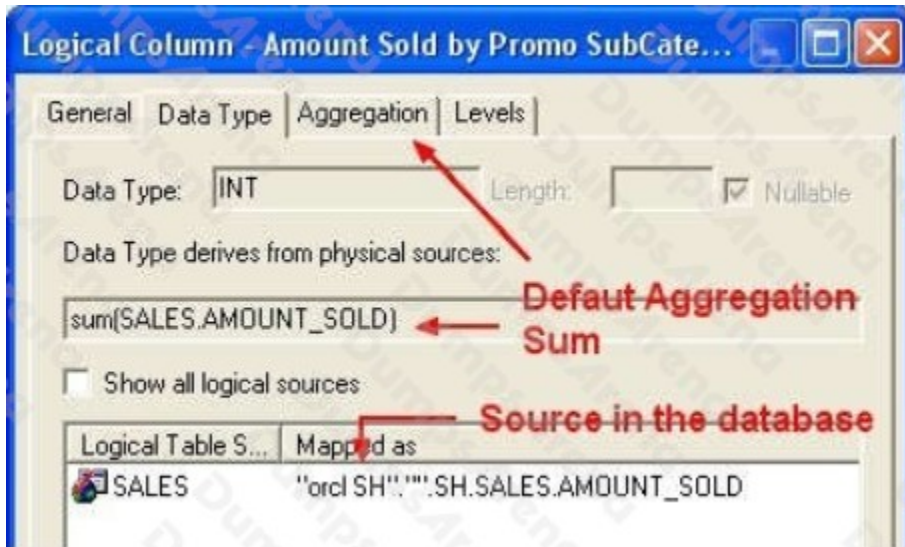 Logical Column - Amount Sold by Promo SubCate...
General Data Type Aggregation Levels
Data Type: INT Length: Nullable
Data Type derives from physical sources:
Defaut Aggregation
sum(SALES.AMOUNT_SOLD)
Sum
Show all logical sources
Source in the database
Logical Table S... Mapped as
SALES "orcl SH"."".SH.SALES.AMOUNT_SOLD
DumpsArena